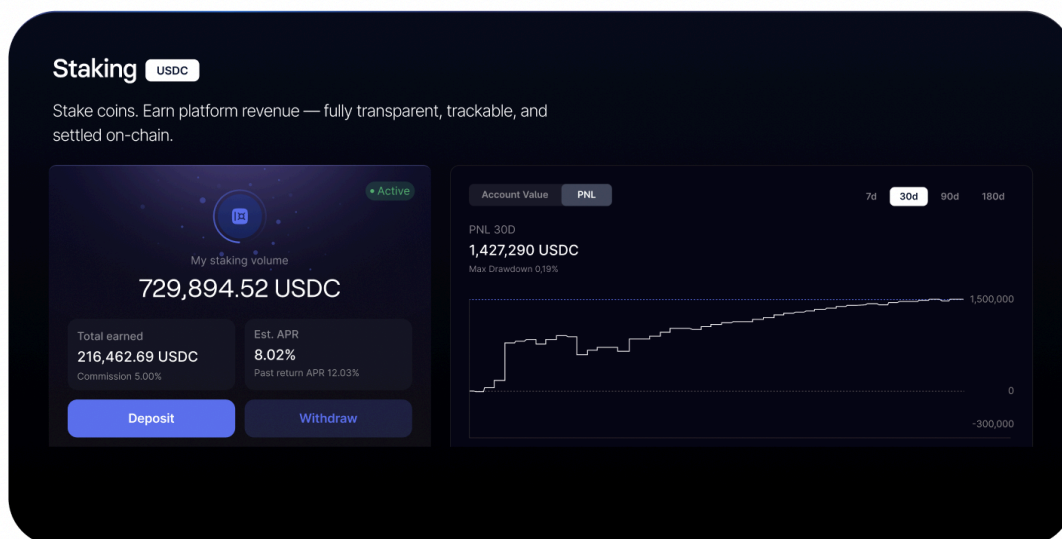 Staking USDC
Stake coins. Earn platform revenue — fully transparent, trackable, and
settled on-chain.
Active
My staking volume
729,894.52 USDC
Total earned
216,462.69 USDC
Commission 5.00%
Est. APR
8.02%
Past return APR 12.03%
Deposit
Withdraw
Account Value PNL
7d 30d 90d 180d
PNL 30D
1,427,290 USDC
Max Drawdown 0,19%
1,500,000
0
-300,000